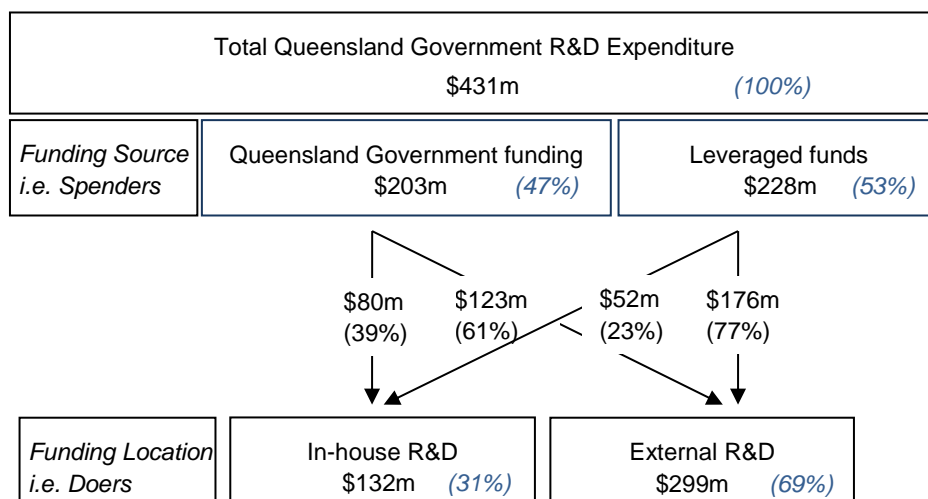 Total Queensland Government R&D Expenditure
$431m (100%)
Funding Source
i.e. Spenders
Queensland Government funding
$203m (47%)
Leveraged funds
$228m (53%)
$80m
(39%)
$123m
(61%)
$52m
(23%)
$176m
(77%)
Funding Location
i.e. Doers
In-house R&D
$132m (31%)
External R&D
$299m (69%)